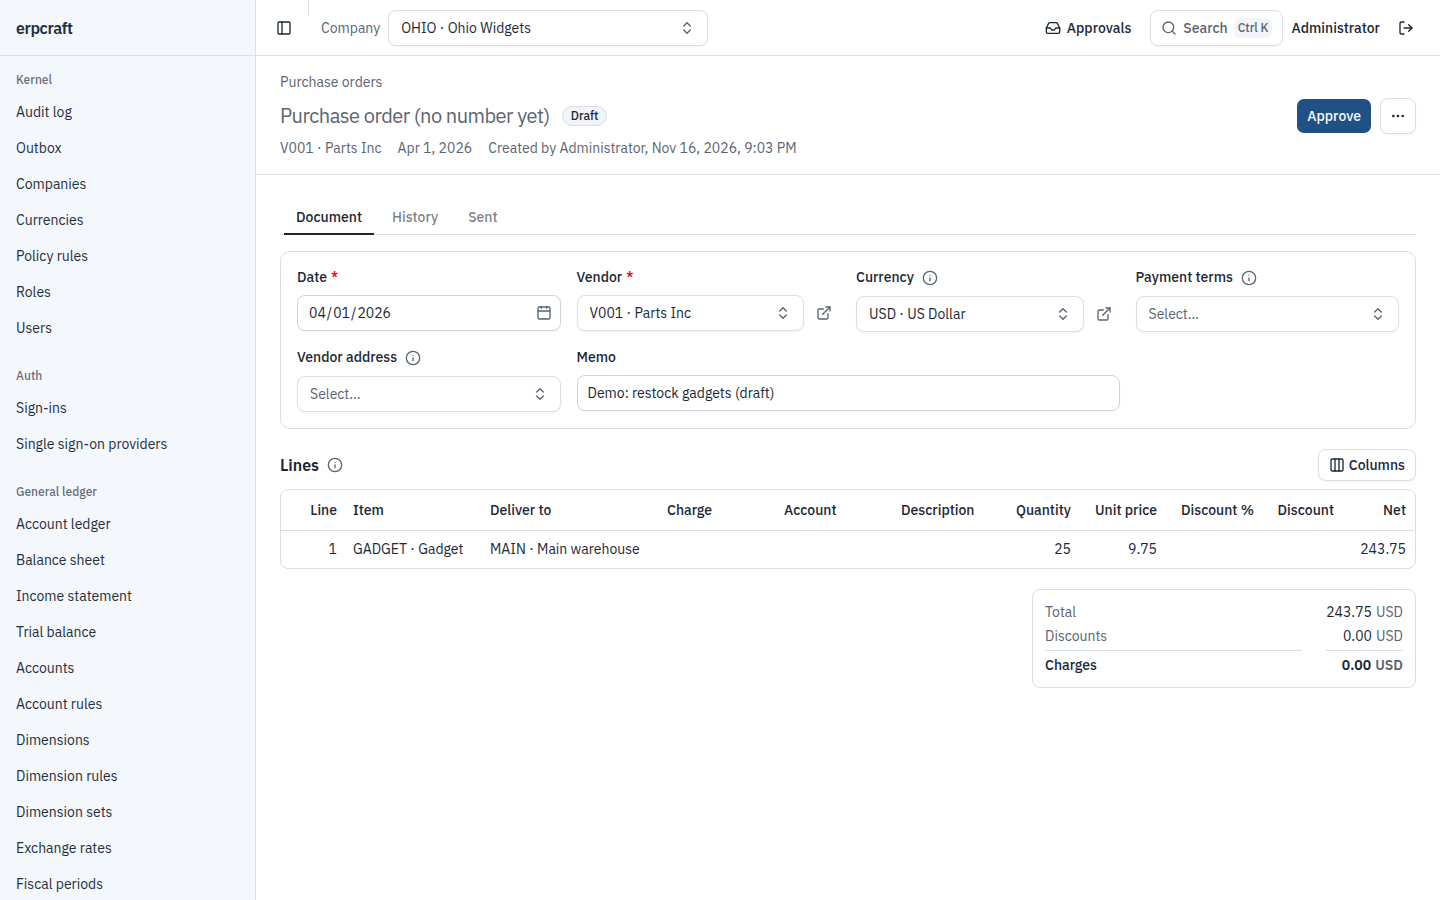 erpcraft
Company
OHIO · Ohio Widgets
Approvals
Search Ctrl K
Administrator
Kernel
Audit log
Outbox
Companies
Currencies
Policy rules
Roles
Users
Auth
Sign-ins
Single sign-on providers
General ledger
Account ledger
Balance sheet
Income statement
Trial balance
Accounts
Account rules
Dimensions
Dimension rules
Dimension sets
Exchange rates
Fiscal periods
Purchase orders
Purchase order (no number yet) Draft
Approve
V001 · Parts Inc Apr 1, 2026 Created by Administrator, Nov 16, 2026, 9:03 PM
Document History Sent
Date * Vendor * Currency Payment terms
04/01/2026 V001 · Parts Inc USD · US Dollar Select...
Vendor address Memo
Select... Demo: restock gadgets (draft)
Lines
Columns
Line Item Deliver to Charge Account Description Quantity Unit price Discount % Discount Net
1 GADGET · Gadget MAIN · Main warehouse 25 9.75 243.75
Total 243.75 USD
Discounts 0.00 USD
Charges 0.00 USD